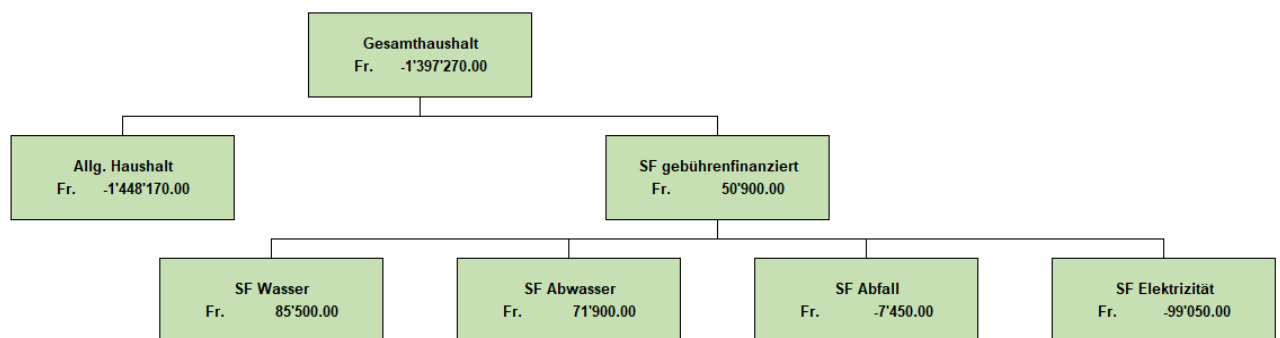 Gesamthaushalt
Fr. -1'397'270.00
Allg. Haushalt
Fr. -1'448'170.00
SF gebührenfinanziert
Fr. 50'900.00
SF Wasser
Fr. 85'500.00
SF Abwasser
Fr. 71'900.00
SF Abfall
Fr. -7'450.00
SF Elektrizität
Fr. -99'050.00